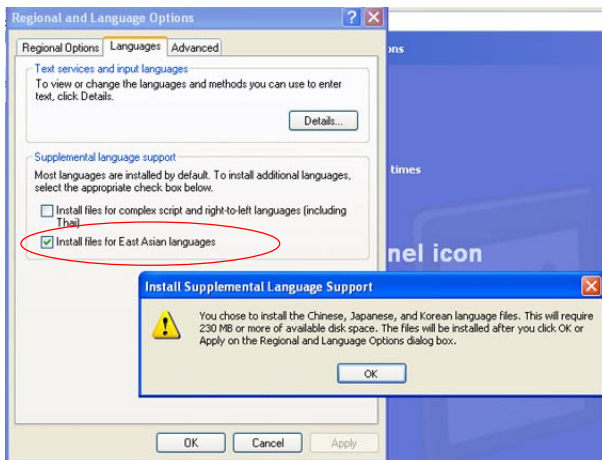 Regional and Language Options
Regional Options Languages Advanced
ons
Text services and input languages
To view or change the languages and methods you can use to enter
text, click Details.
Details...
Supplemental language support
Most languages are installed by default. To install additional languages,
select the appropriate check box below.
times
Install files for complex script and right-to-left languages (including
Thai)
Install files for East Asian languages
nel icon
Install Supplemental Language Support
You chose to install the Chinese, Japanese, and Korean language files. This will require
230 MB or more of available disk space. The files will be installed after you click OK or
Apply on the Regional and Language Options dialog box.
OK
OK Cancel Apply